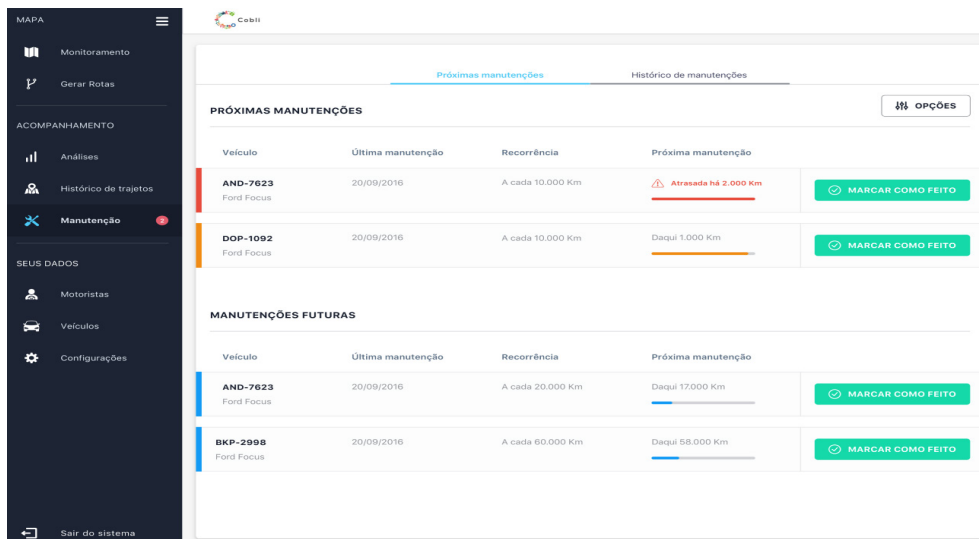 MAPA
Monitoramento
Gerar Rotas
ACOMPANHAMENTO
Análises
Histórico de trajetos
Manutenção 2
SEUS DADOS
Motoristas
Veículos
Configurações
Sair do sistema
Cobli
Próximas manutenções Histórico de manutenções
PRÓXIMAS MANUTENÇÕES OPÇÕES
Veículo Última manutenção Recorrência Próxima manutenção
AND-7623 20/09/2016 A cada 10.000 Km Atrasada há 2.000 Km MARCAR COMO FEITO
Ford Focus
DOP-1092 20/09/2016 A cada 10.000 Km Daqui 1.000 Km MARCAR COMO FEITO
Ford Focus
MANUTENÇÕES FUTURAS
Veículo Última manutenção Recorrência Próxima manutenção
AND-7623 20/09/2016 A cada 20.000 Km Daqui 17.000 Km MARCAR COMO FEITO
Ford Focus
BKP-2998 20/09/2016 A cada 60.000 Km Daqui 58.000 Km MARCAR COMO FEITO
Ford Focus